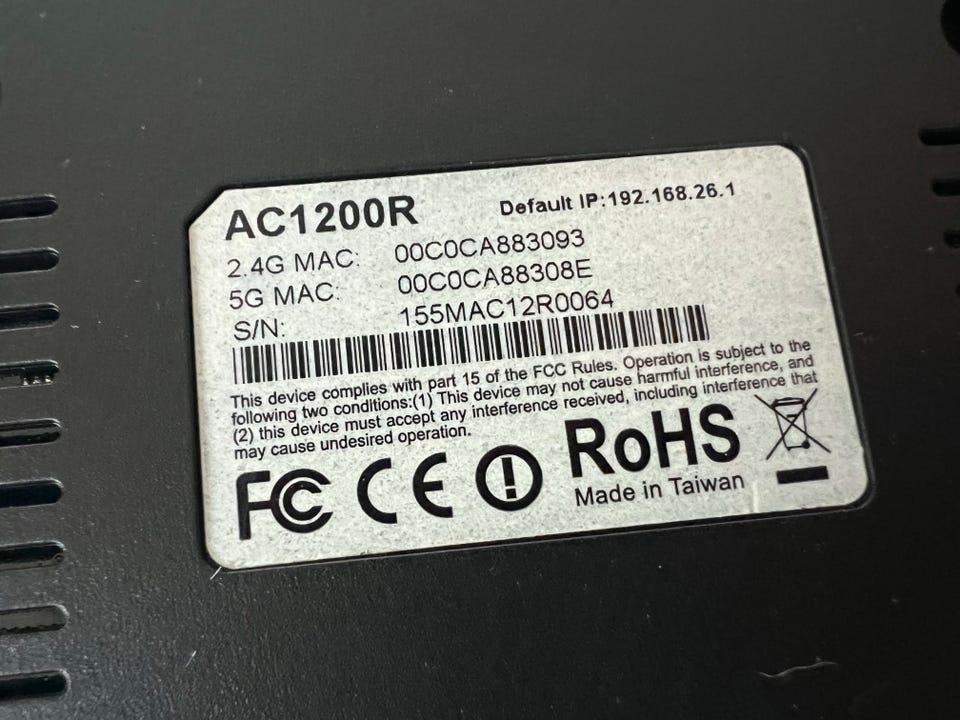 AC1200R
Default IP:192.168.26.1
2.4G MAC: 00C0CA883093
5G MAC: 00C0CA88308E
S/N: 155MAC12R0064
This device complies with part 15 of the FCC Rules. Operation is subject to the
following two conditions:(1) This device may not cause harmful interference, and
(2) this device must accept any interference received, including interference that
may cause undesired operation.
FC CE RoHS
Made in Taiwan